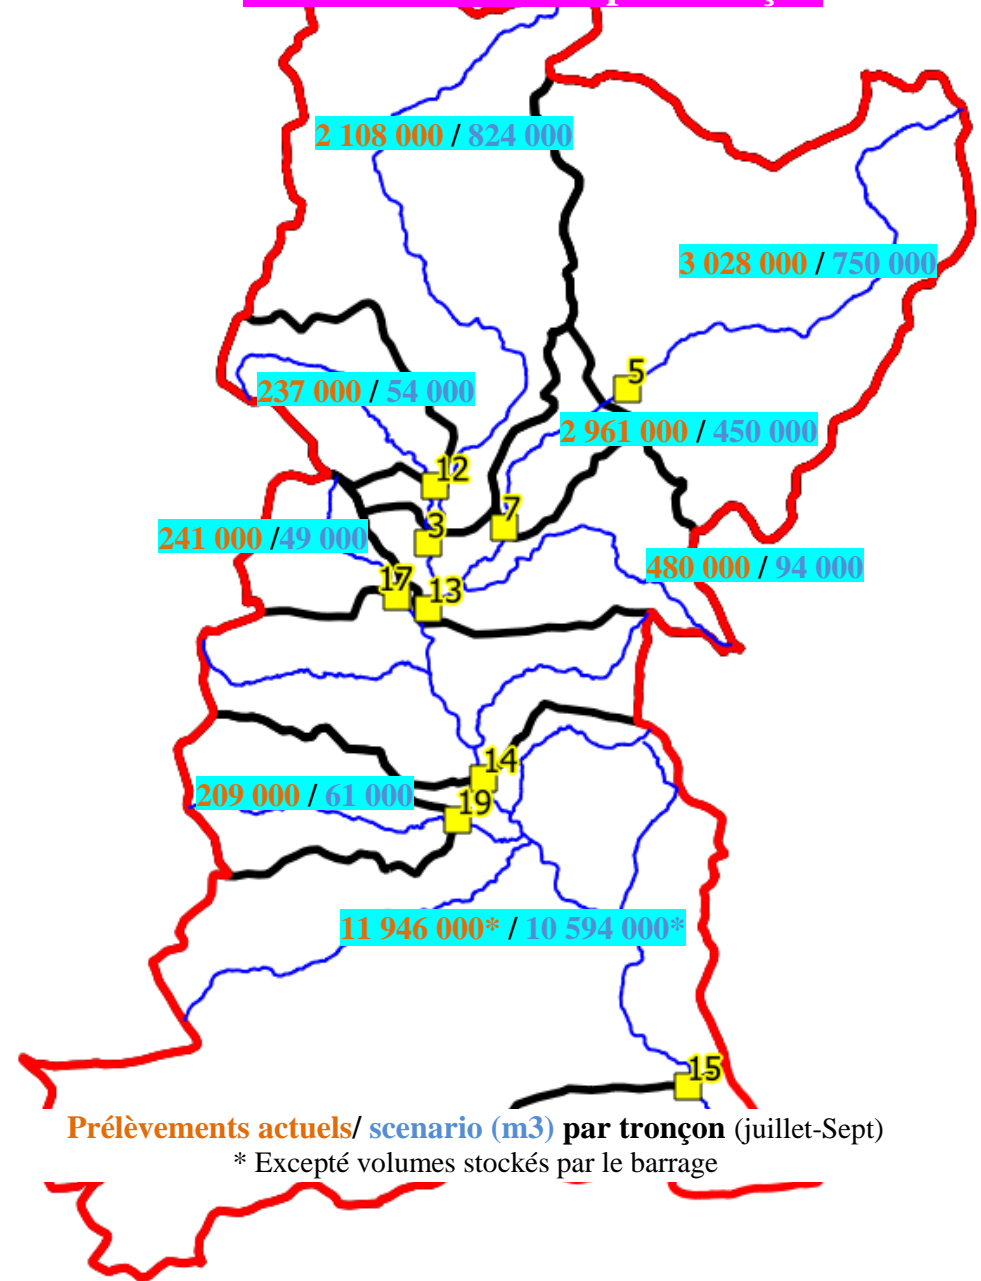 2 108 000 / 824 000
3 028 000 / 750 000
5
237 000 / 54 000
2 961 000 / 450 000
12
7
3
241 000 /49 000
480 000 / 94 000
17
13
14
209 000 / 61 000
19
11 946 000* / 10 594 000*
15
Prélèvements actuels/ scenario (m3) par tronçon (juillet-Sept)
* Excepté volumes stockés par le barrage